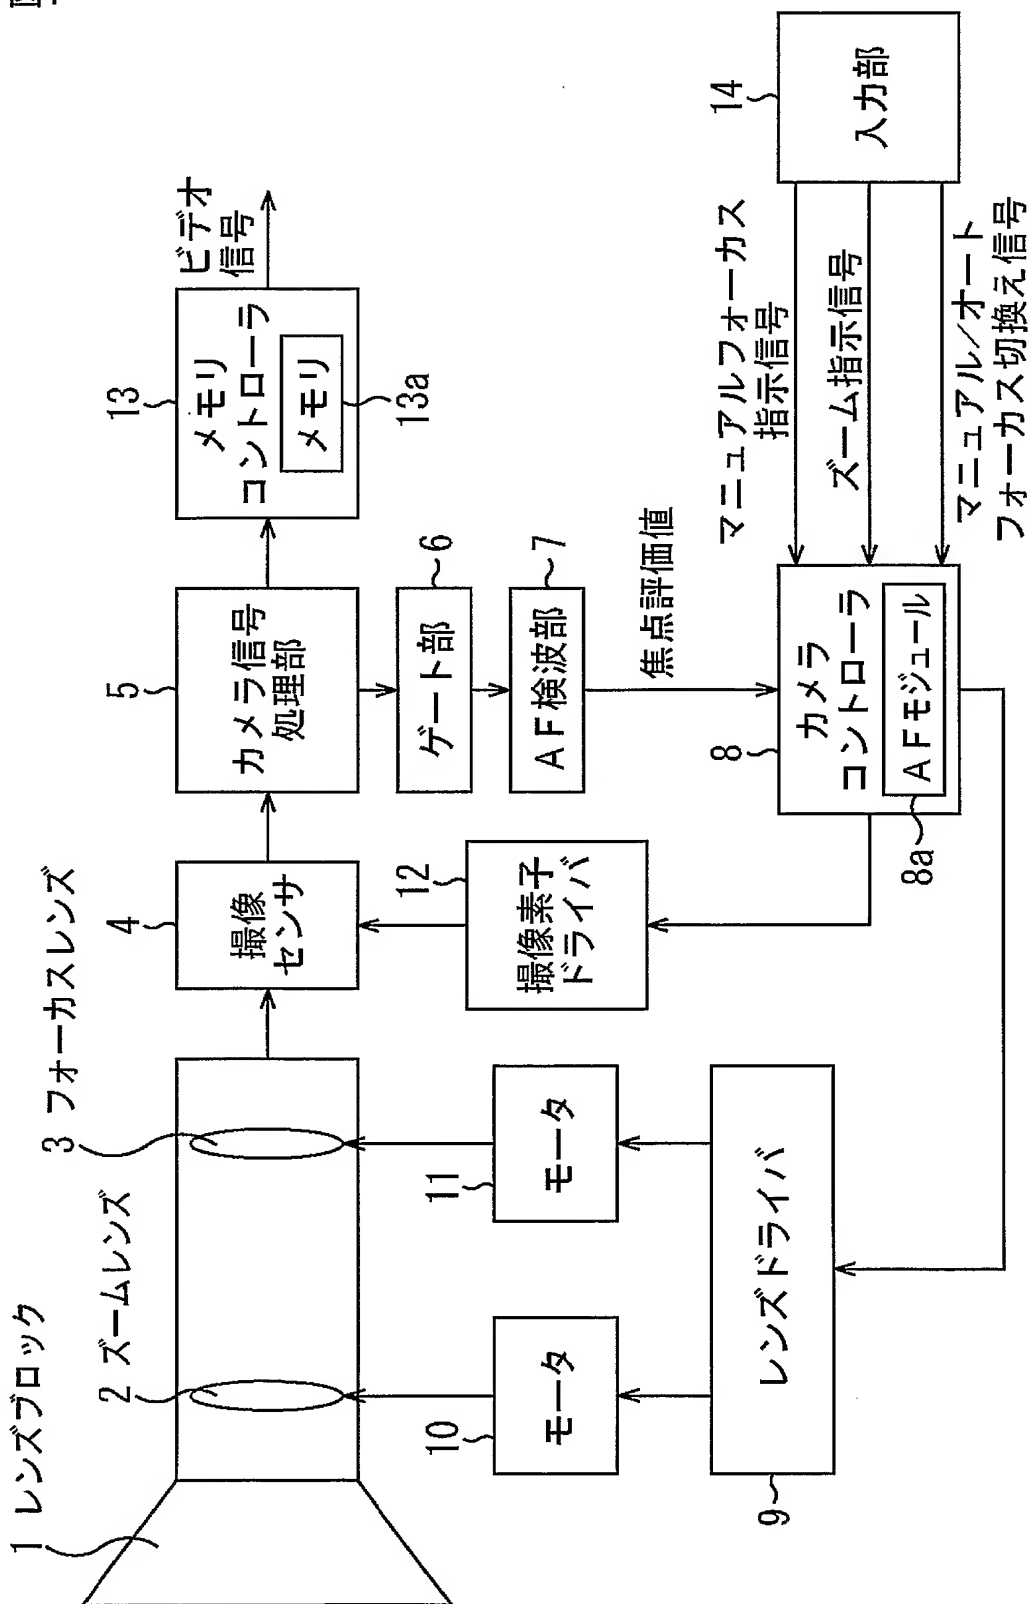 図
1 レンズブロック
2 ズームレンズ
3 フォーカスレンズ
4
撮像
センサ
5
カメラ信号
処理部
13
メモリ
コントローラ
メモリ
13a
ビデオ
信号
ゲート部
6
AF検波部
7
焦点評価値
10
モータ
11
モータ
12
撮像素子
ドライバ
9
レンズドライバ
8
カメラ
コントローラ
AFモジュール
8a
マニュアルフォーカス
指示信号
ズーム指示信号
マニュアル/オート
フォーカス切換え信号
14
入力部